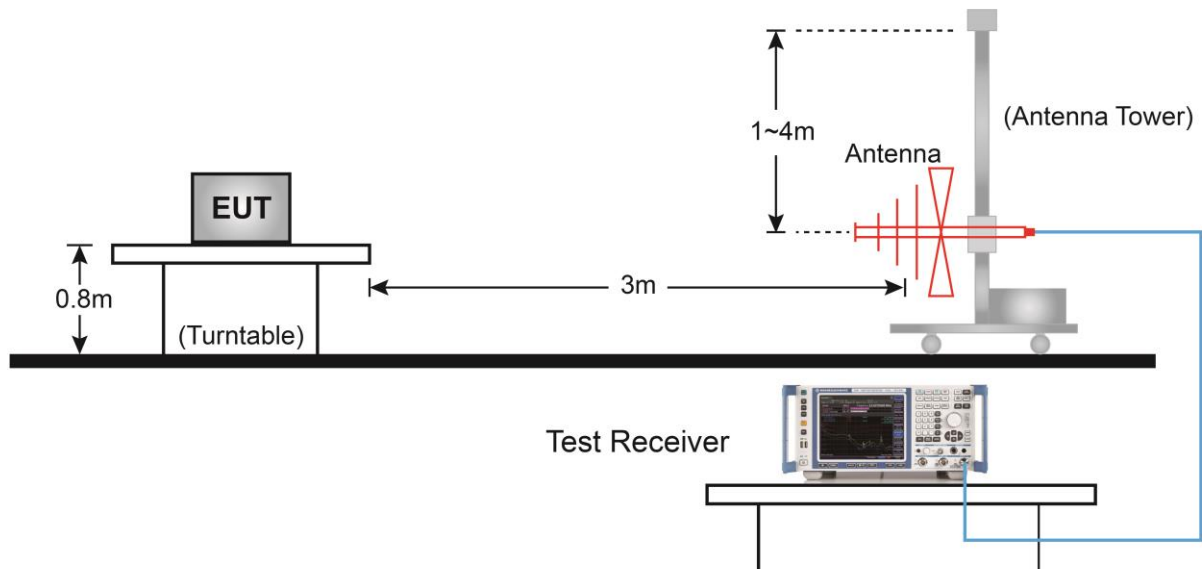 1~4m
(Antenna Tower)
Antenna
EUT
0.8m
3m
(Turntable)
Test Receiver